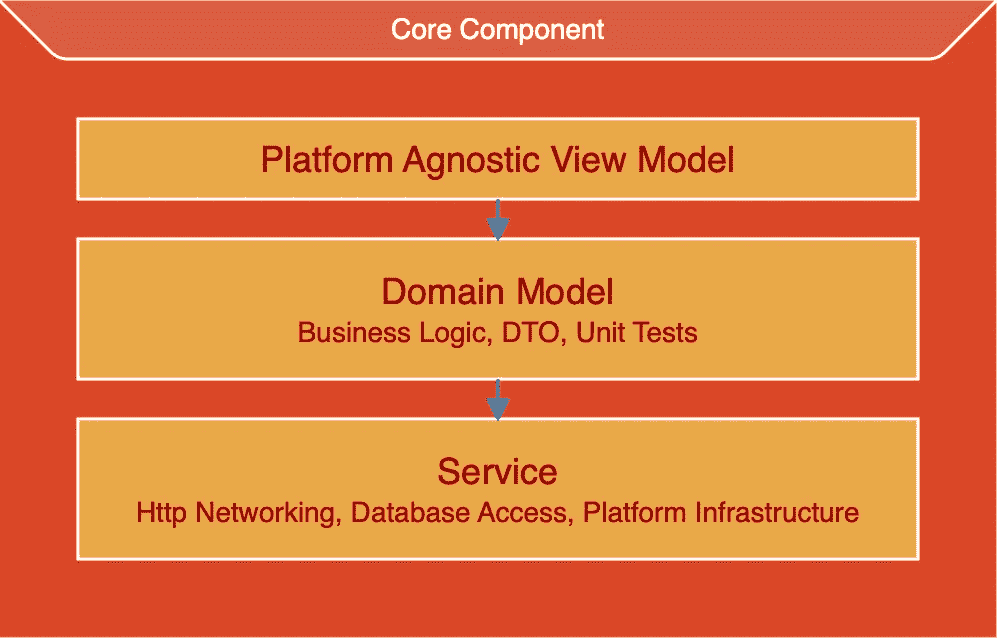 Core Component
Platform Agnostic View Model
Domain Model
Business Logic, DTO, Unit Tests
Service
Http Networking, Database Access, Platform Infrastructure